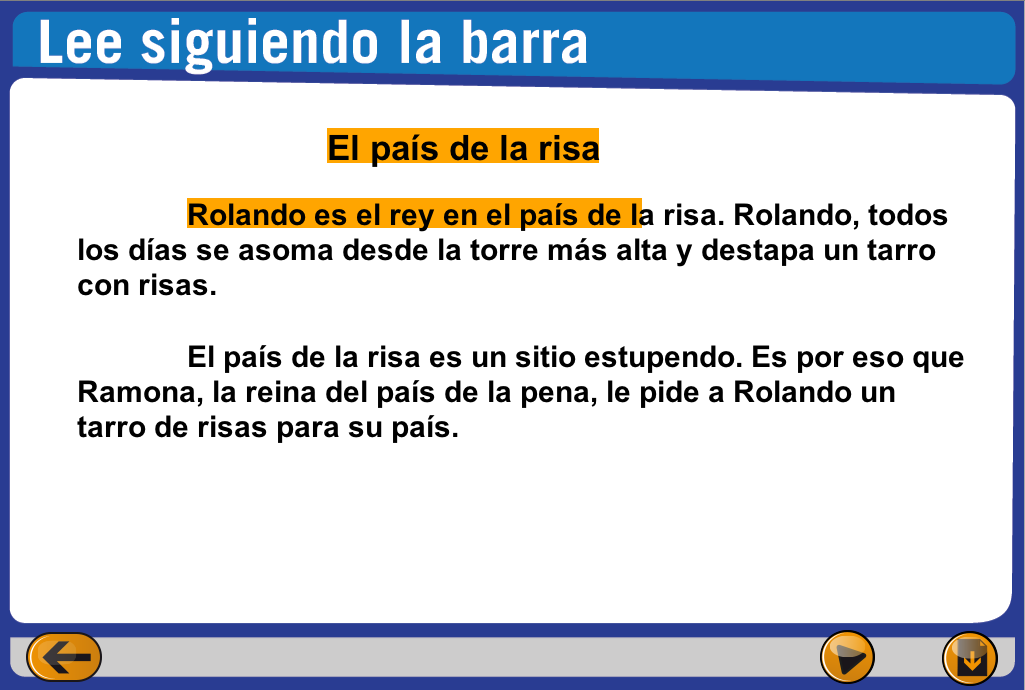 Lee siguiendo la barra
El país de la risa
Rolando es el rey en el país de la risa. Rolando, todos
los días se asoma desde la torre más alta y destapa un tarro
con risas.
El país de la risa es un sitio estupendo. Es por eso que
Ramona, la reina del país de la pena, le pide a Rolando un
tarro de risas para su país.